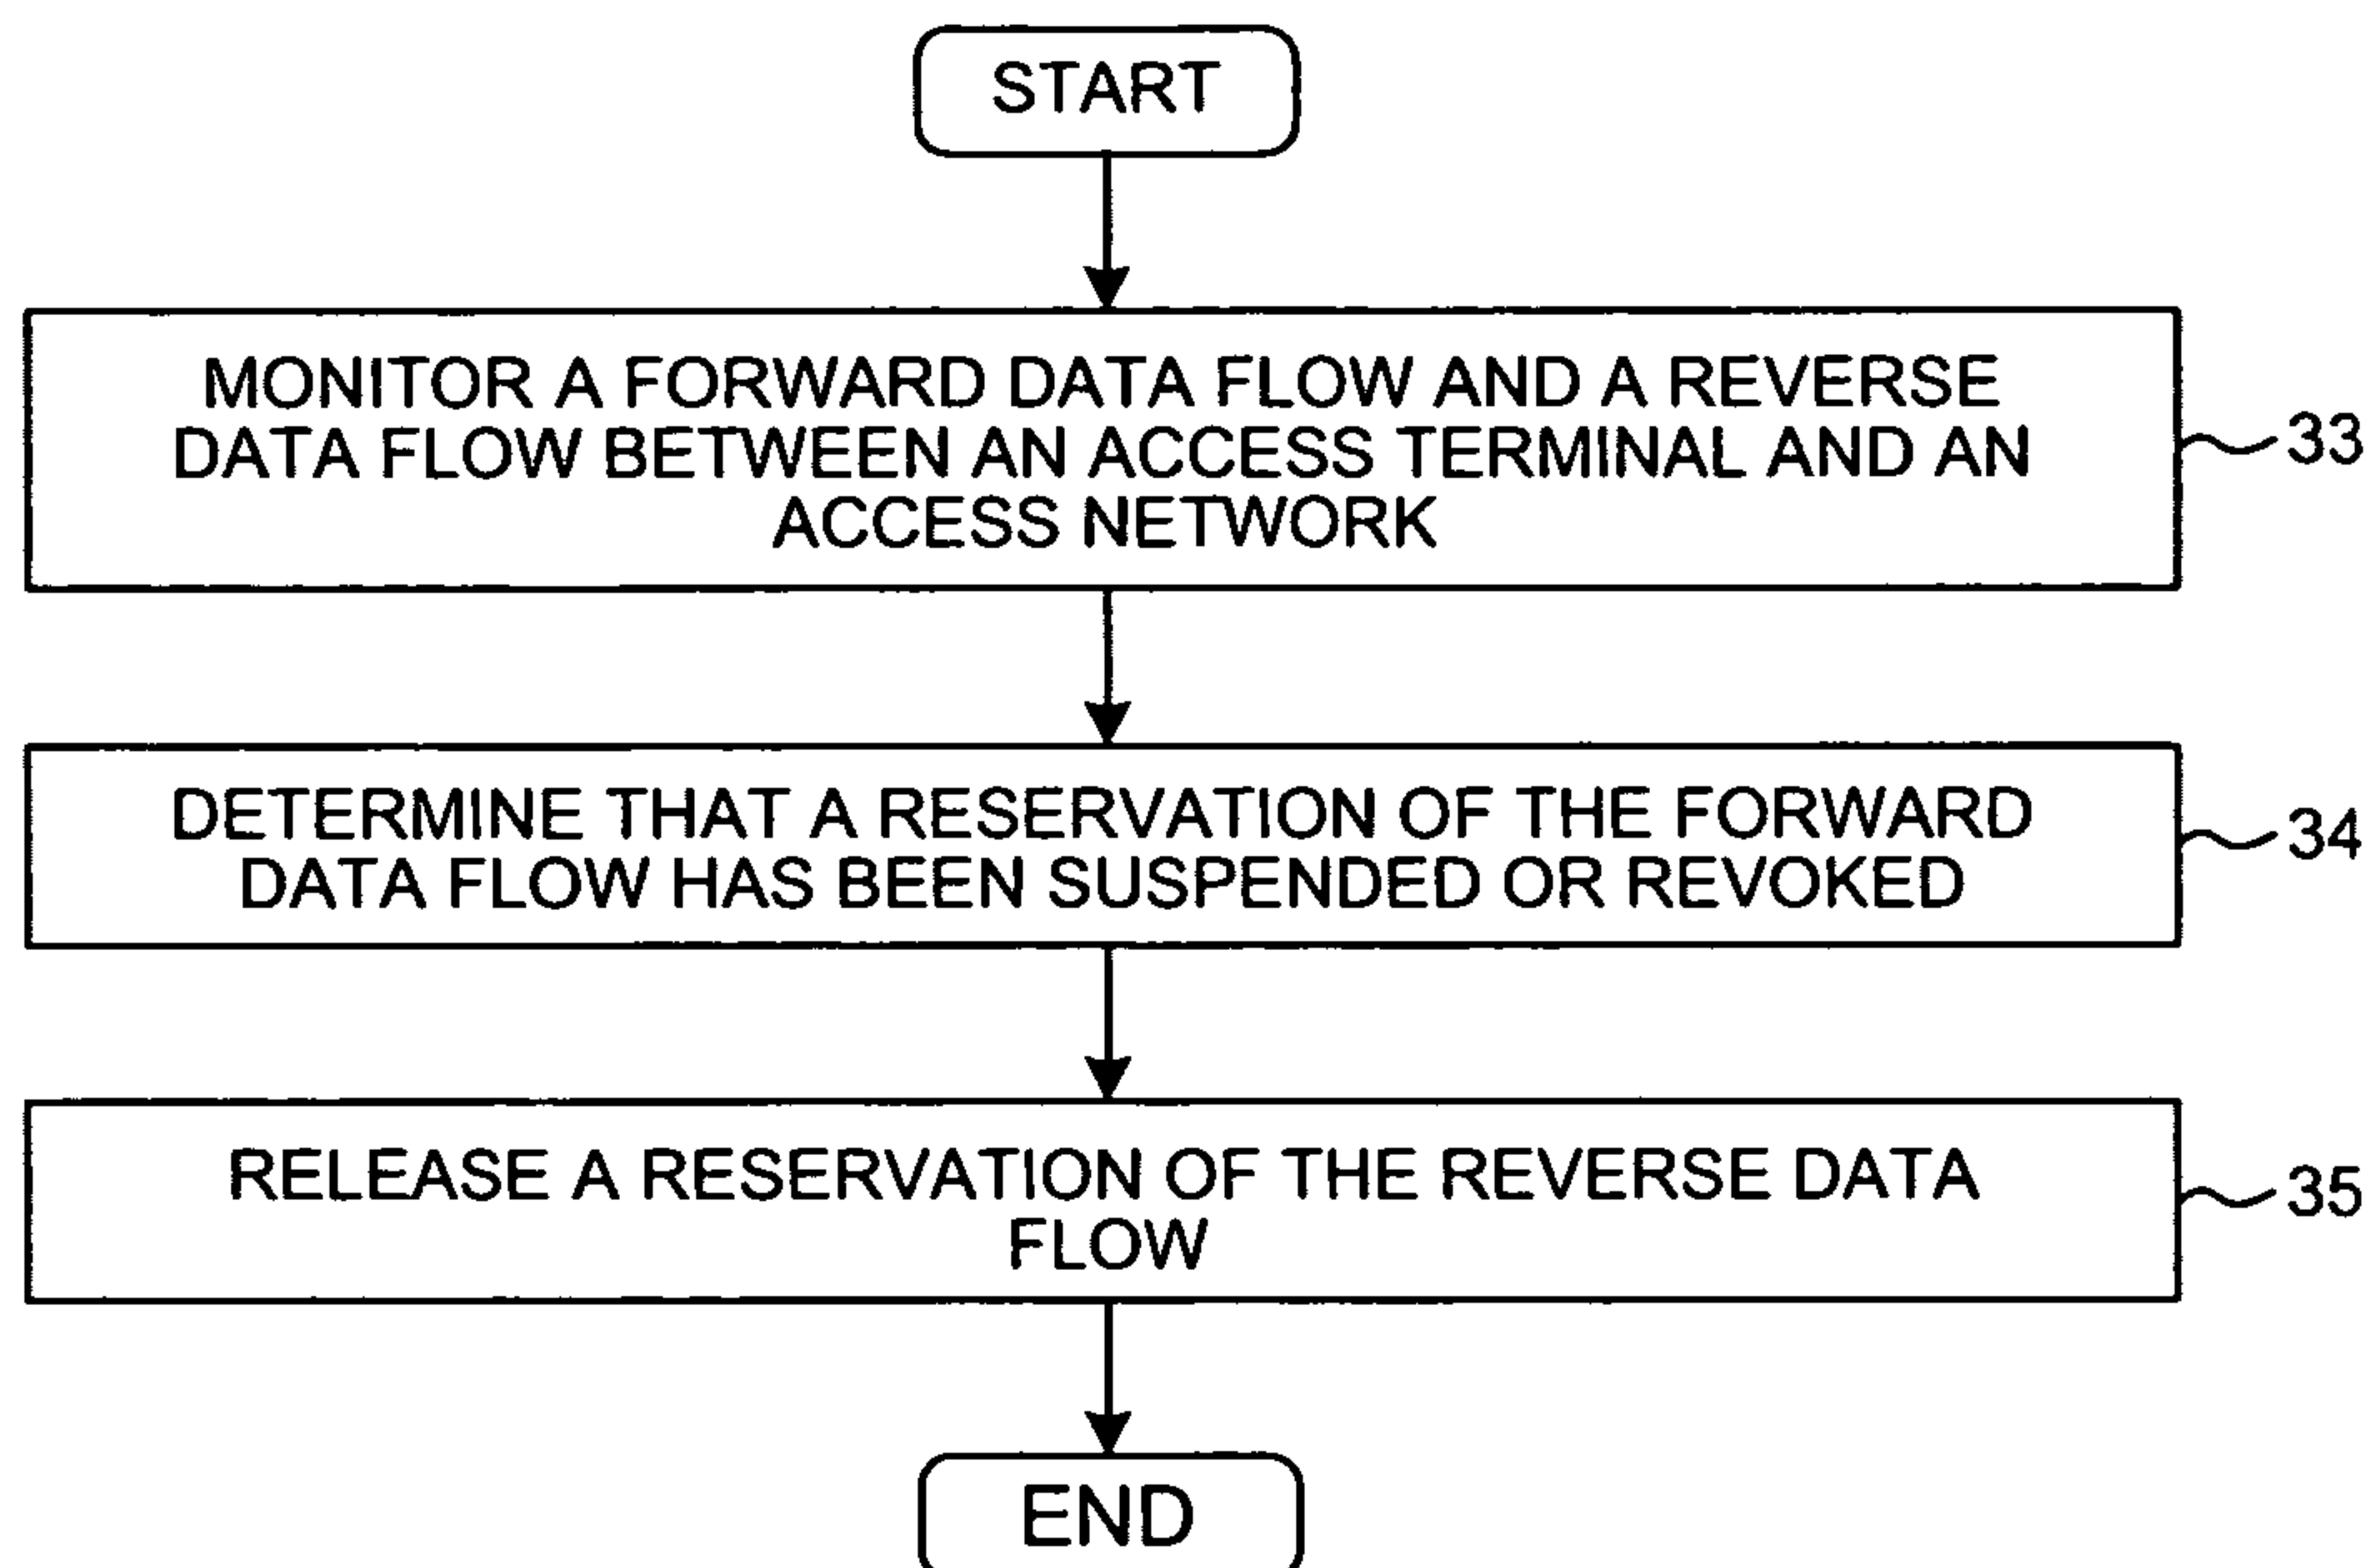 START
MONITOR A FORWARD DATA FLOW AND A REVERSE
DATA FLOW BETWEEN AN ACCESS TERMINAL AND AN
ACCESS NETWORK
33
DETERMINE THAT A RESERVATION OF THE FORWARD
DATA FLOW HAS BEEN SUSPENDED OR REVOKED
34
RELEASE A RESERVATION OF THE REVERSE DATA
FLOW
35
END